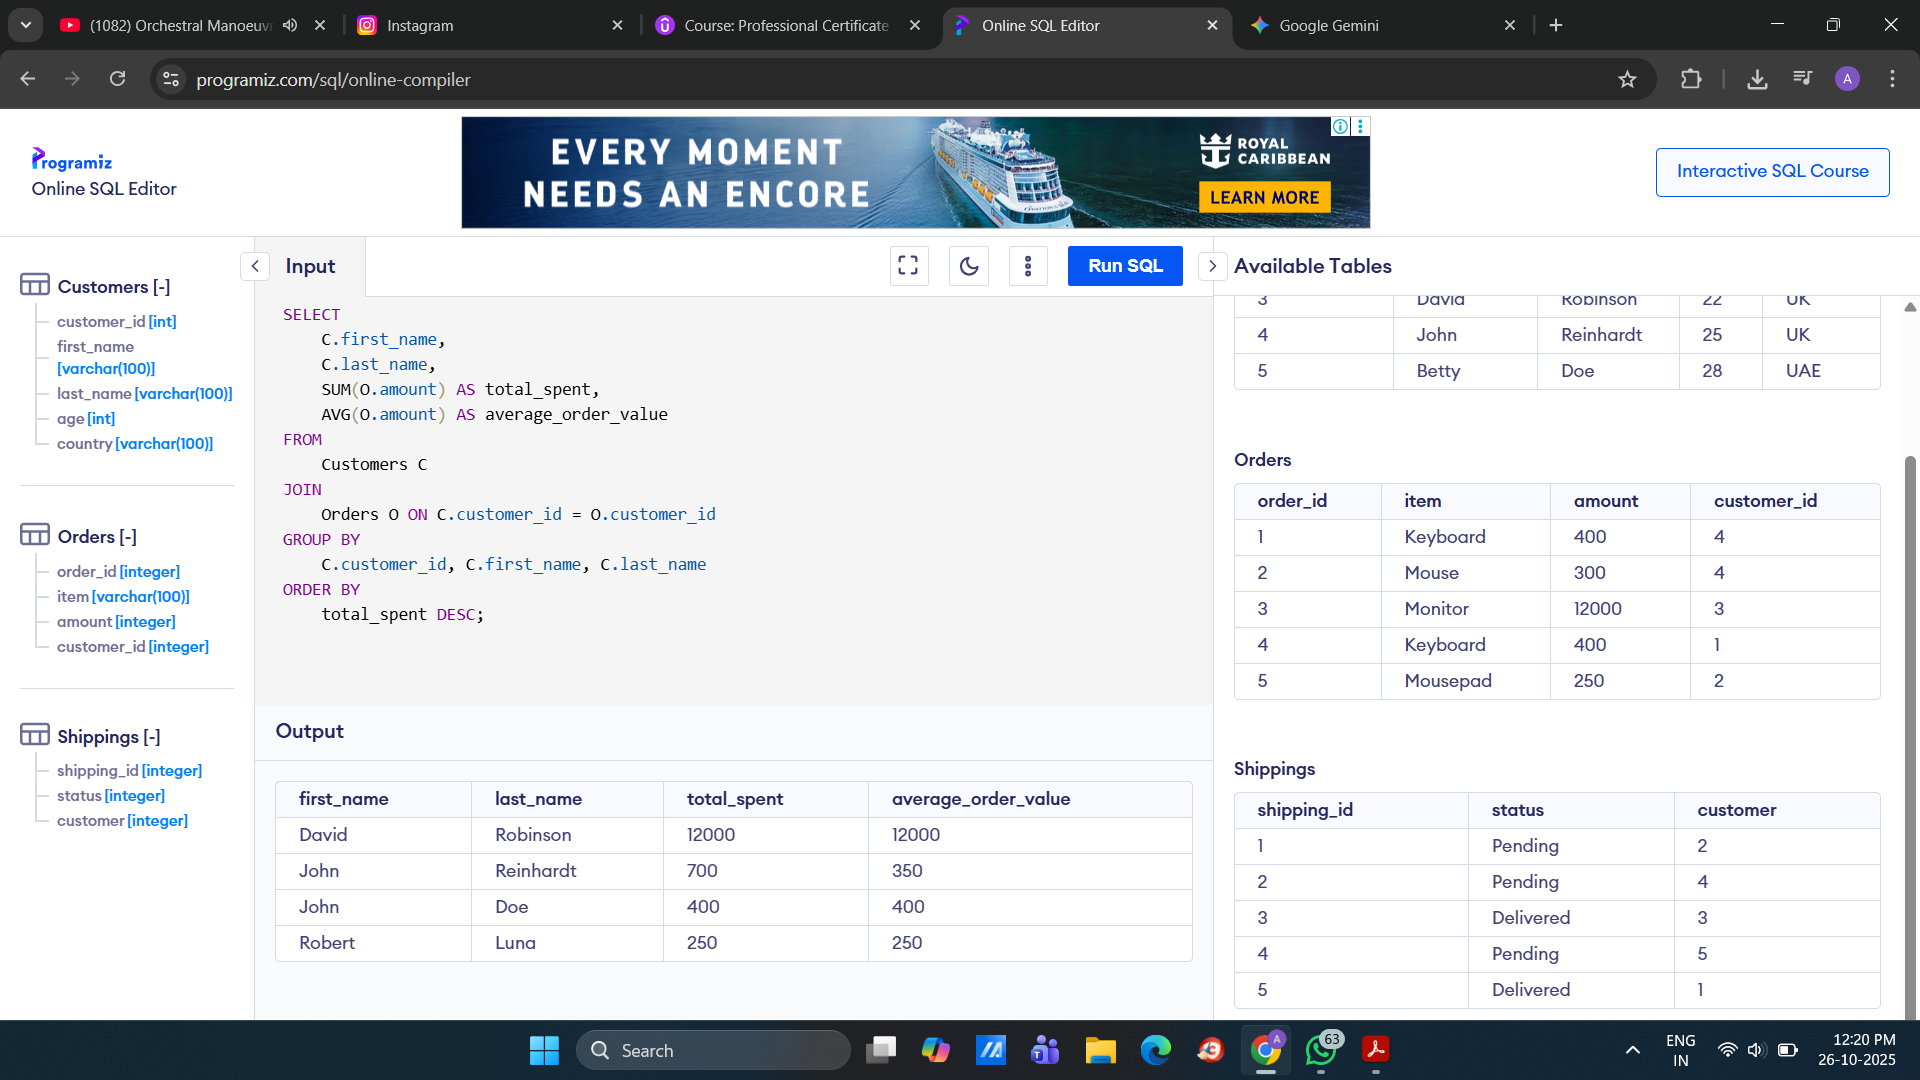 (1082) Orchestral Manoeuvr
Instagram
Course: Professional Certificate
Online SQL Editor
Google Gemini
programiz.com/sql/online-compiler
A
Programiz
Online SQL Editor
EVERY MOMENT
NEEDS AN ENCORE
ROYAL
CARIBBEAN
LEARN MORE
Interactive SQL Course
Customers [-]
customer_id [int]
first_name
[varchar(100)]
last_name [varchar(100)]
age [int]
country [varchar(100)]
Orders [-]
order_id [integer]
item [varchar(100)]
amount [integer]
customer_id [integer]
Shippings [-]
shipping_id [integer]
status [integer]
customer [integer]
Input
Run SQL
SELECT
C.first_name,
C.last_name,
SUM(O.amount) AS total_spent,
AVG(O.amount) AS average_order_value
FROM
Customers C
JOIN
Orders O ON C.customer_id = O.customer_id
GROUP BY
C.customer_id, C.first_name, C.last_name
ORDER BY
total_spent DESC;
Output
first_name last_name total_spent average_order_value
David Robinson 12000 12000
John Reinhardt 700 350
John Doe 400 400
Robert Luna 250 250
Available Tables
3 David Robinson 22 UK
4 John Reinhardt 25 UK
5 Betty Doe 28 UAE
Orders
order_id item amount customer_id
1 Keyboard 400 4
2 Mouse 300 4
3 Monitor 12000 3
4 Keyboard 400 1
5 Mousepad 250 2
Shippings
shipping_id status customer
1 Pending 2
2 Pending 4
3 Delivered 3
4 Pending 5
5 Delivered 1
Search
A
63
ENG
IN
12:20 PM
26-10-2025